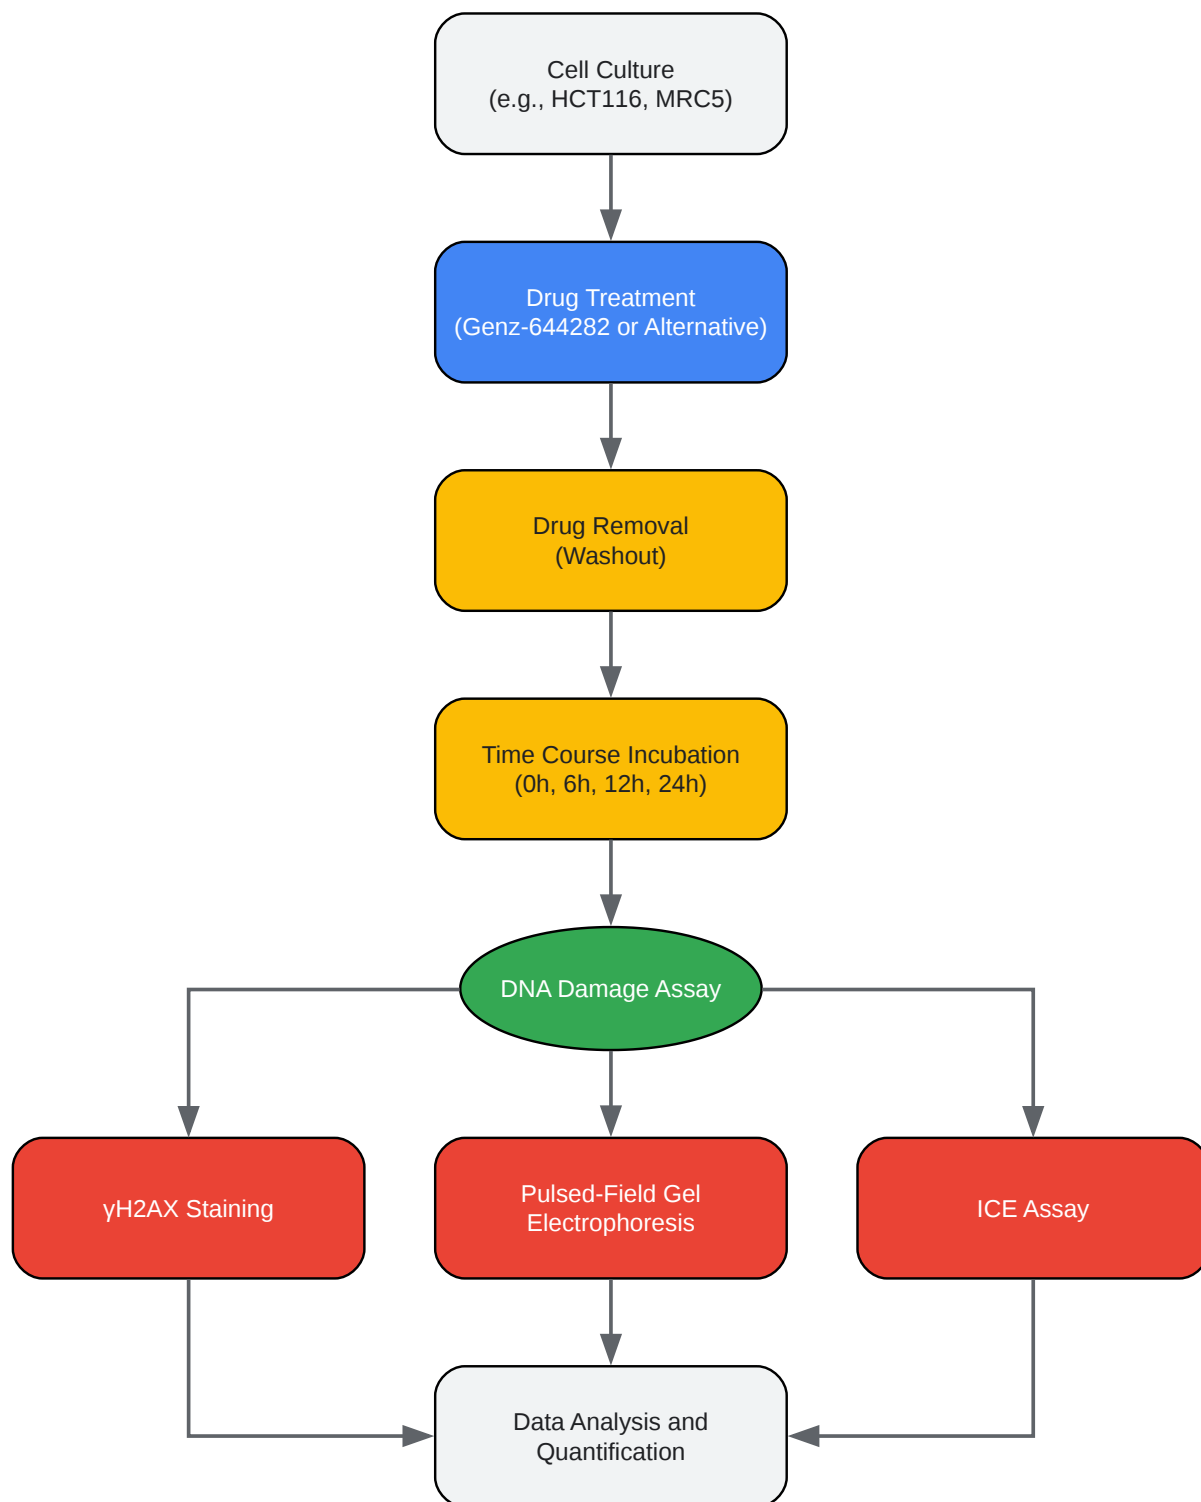 Cell Culture
(e.g., HCT116, MRC5)
Drug Treatment
(Genz-644282 or Alternative)
Drug Removal
(Washout)
Time Course Incubation
(0h, 6h, 12h, 24h)
DNA Damage Assay
γH2AX Staining
Pulsed-Field Gel
Electrophoresis
ICE Assay
Data Analysis and
Quantification